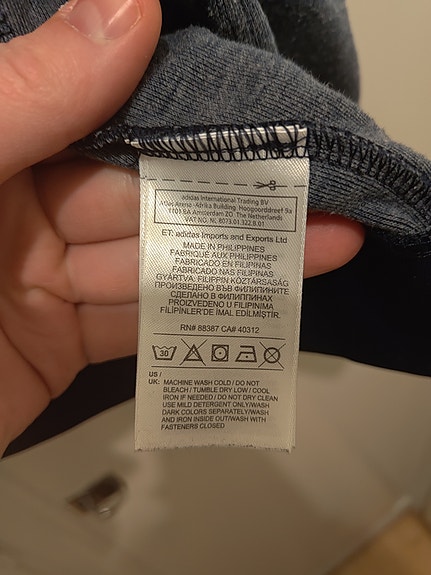 adidas International Trading BV
Atlas Arena -Afrika Building Hoogoorddreef 9a
1101 BA Amsterdam ZO The Netherlands
VAT NO. NL 8073.01.322.B.01
ET: adidas Imports and Exports Ltd
MADE IN PHILIPPINES
FABRIQUÉ AUX PHILIPPINES
FABRICADO EN FILIPINAS
FABRICADO NAS FILIPINAS
GYÁRTVA: FILIPPIN KÖZTÁRSASÁG
ПРОИЗВЕДЕНО ВЪВ ФИЛИПИНИТЕ
СДЕЛАНО В ФИЛИППИНАХ
PROIZVEDENO U FILIPINIMA
FİLİPİNLER'DE İMAL EDİLMİŞTİR.
RN# 88387 CA# 40312
30
US /
UK: MACHINE WASH COLD / DO NOT
BLEACH / TUMBLE DRY LOW / COOL
IRON IF NEEDED / DO NOT DRY CLEAN
USE MILD DETERGENT ONLY/WASH
DARK COLORS SEPARATELY/WASH
AND IRON INSIDE OUT/WASH WITH
FASTENERS CLOSED